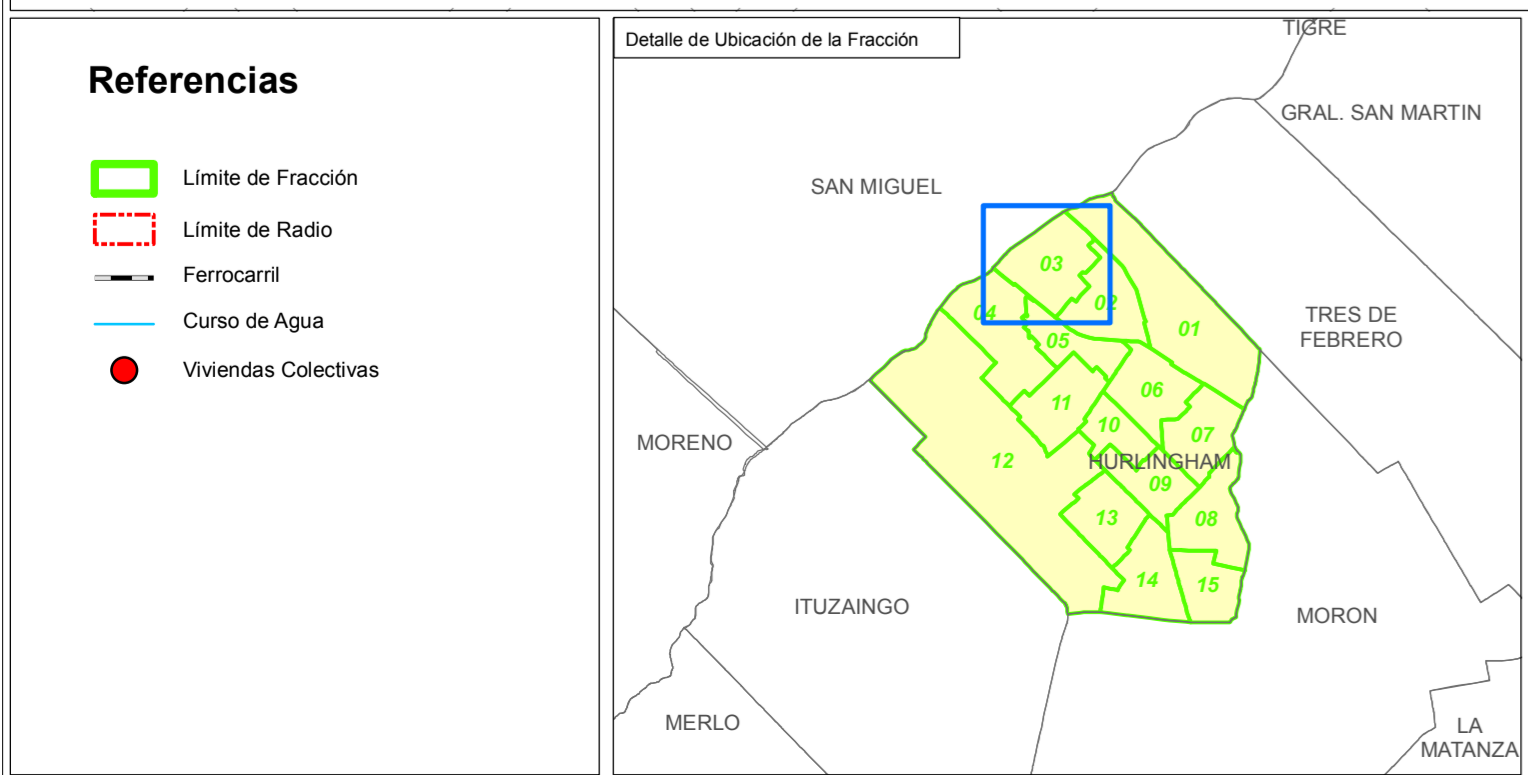 Referencias
Límite de Fracción
Límite de Radio
Ferrocarril
Curso de Agua
Viviendas Colectivas
Detalle de Ubicación de la Fracción
TIGRE
GRAL. SAN MARTIN
SAN MIGUEL
03
02
04
01
TRES DE
FEBRERO
05
06
11
10
07
MORENO
12
HURLINGHAM
09
13
08
14
15
ITUZAINGO
MORON
MERLO
LA
MATANZA